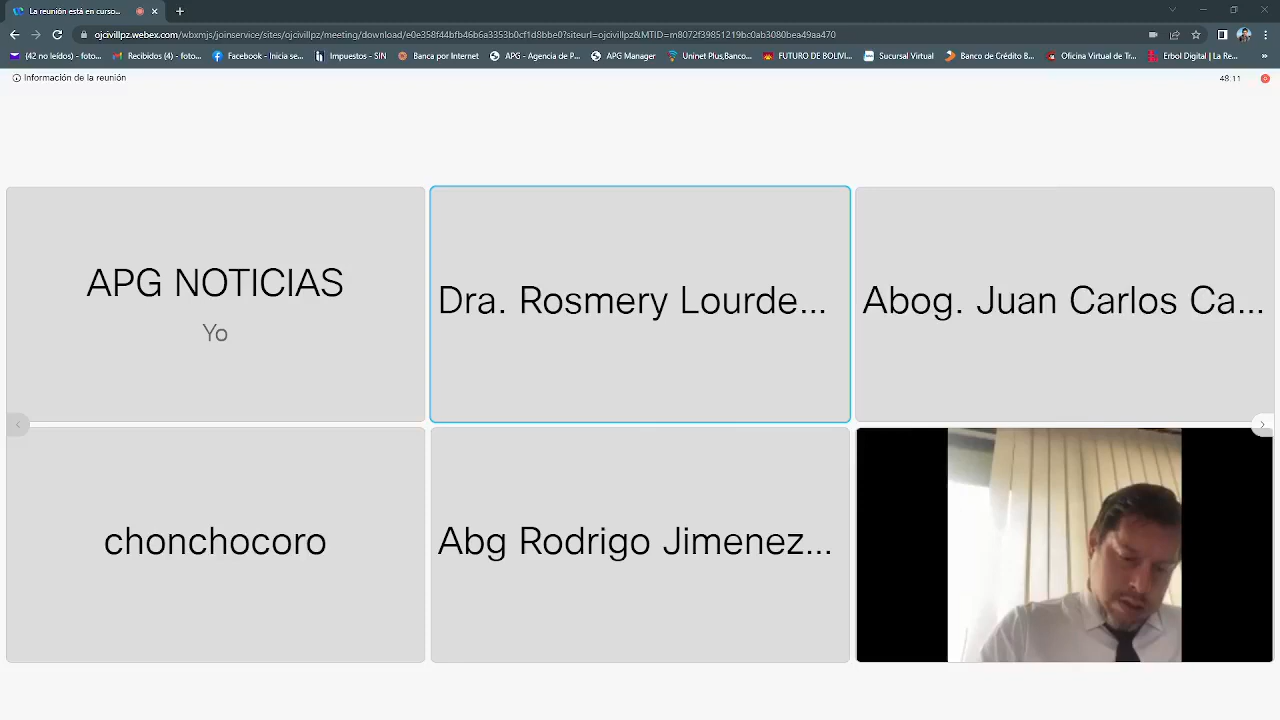 La reunión está en curso...
ojcivillpz.webex.com/wbxmjs/joinservice/sites/ojcivillpz/meeting/download/e0e358f44bfb46b6a3353d0cf1d6bbe0?siteurl=ojcivillpz&MTID=m8072f39851219bc0ab3080bea49aa470
(42 no leídos) - foto... Recibidos (4) - foto... Facebook - Inicia se... Impuestos - SIN Banca por Internet APG - Agencia de P... APG Manager Uninet Plus,Banco... FUTURO DE BOLIVI... Sucursal Virtual Banco de Crédito B... Oficina Virtual de Tr... Erbol Digital | La Re... »
Información de la reunión 48:11
APG NOTICIAS
Yo
Dra. Rosmery Lourde...
Abog. Juan Carlos Ca...
chonchocoro
Abg Rodrigo Jimenez...